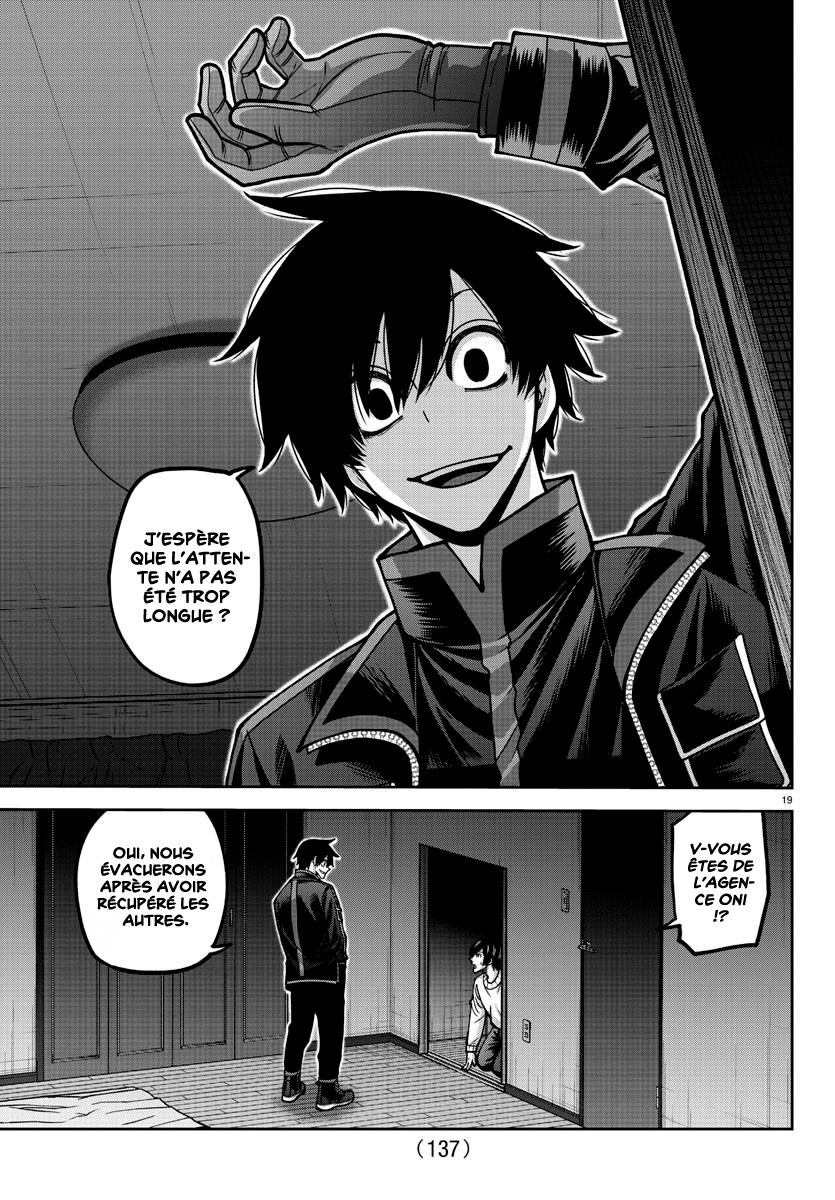 J'ESPÈRE
QUE L'ATTEN-
TE N'A PAS
ÉTÉ TROP
LONGUE ?
19
V-VOUS
ÊTES DE
L'AGEN-
CE ONI
!?
OUI, NOUS
ÉVACUERONS
APRÈS AVOIR
RÉCUPÉRÉ LES
AUTRES.
(137)